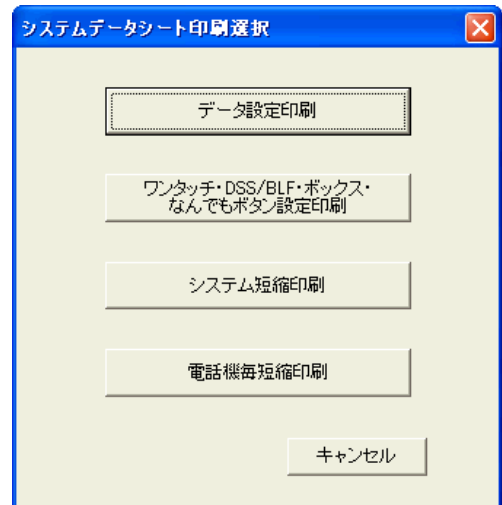 システムデータシート印刷選択
データ設定印刷
ワンタッチ・DSS/BLF・ボックス・
なんでもボタン設定印刷
システム短縮印刷
電話機毎短縮印刷
キャンセル